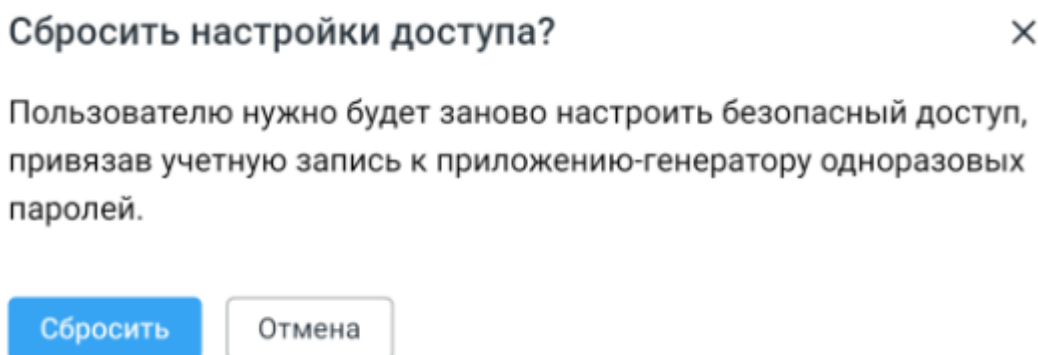 Сбросить настройки доступа?
Пользователю нужно будет заново настроить безопасный доступ,
привязав учетную запись к приложению-генератору одноразовых
паролей.
Сбросить Отмена